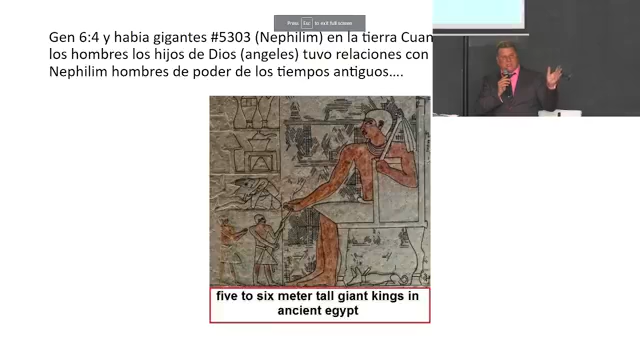 Press Esc to exit full screen
Gen 6:4 y habia gigantes #5303 (Nephilim) en la tierra Cuan
los hombres los hijos de Dios (angeles) tuvo relaciones con
Nephilim hombres de poder de los tiempos antiguos....
five to six meter tall giant kings in
ancient egypt